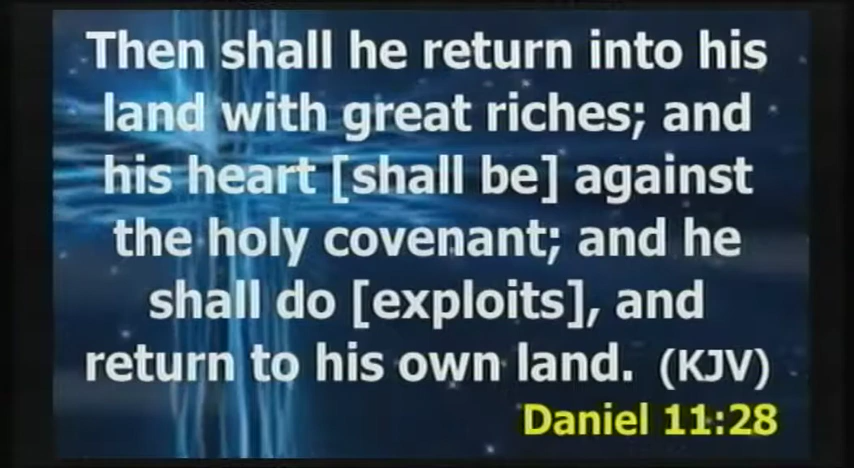 Then shall he return into his
land with great riches; and
his heart [shall be] against
the holy covenant; and he
shall do [exploits], and
return to his own land. (KJV)
Daniel 11:28